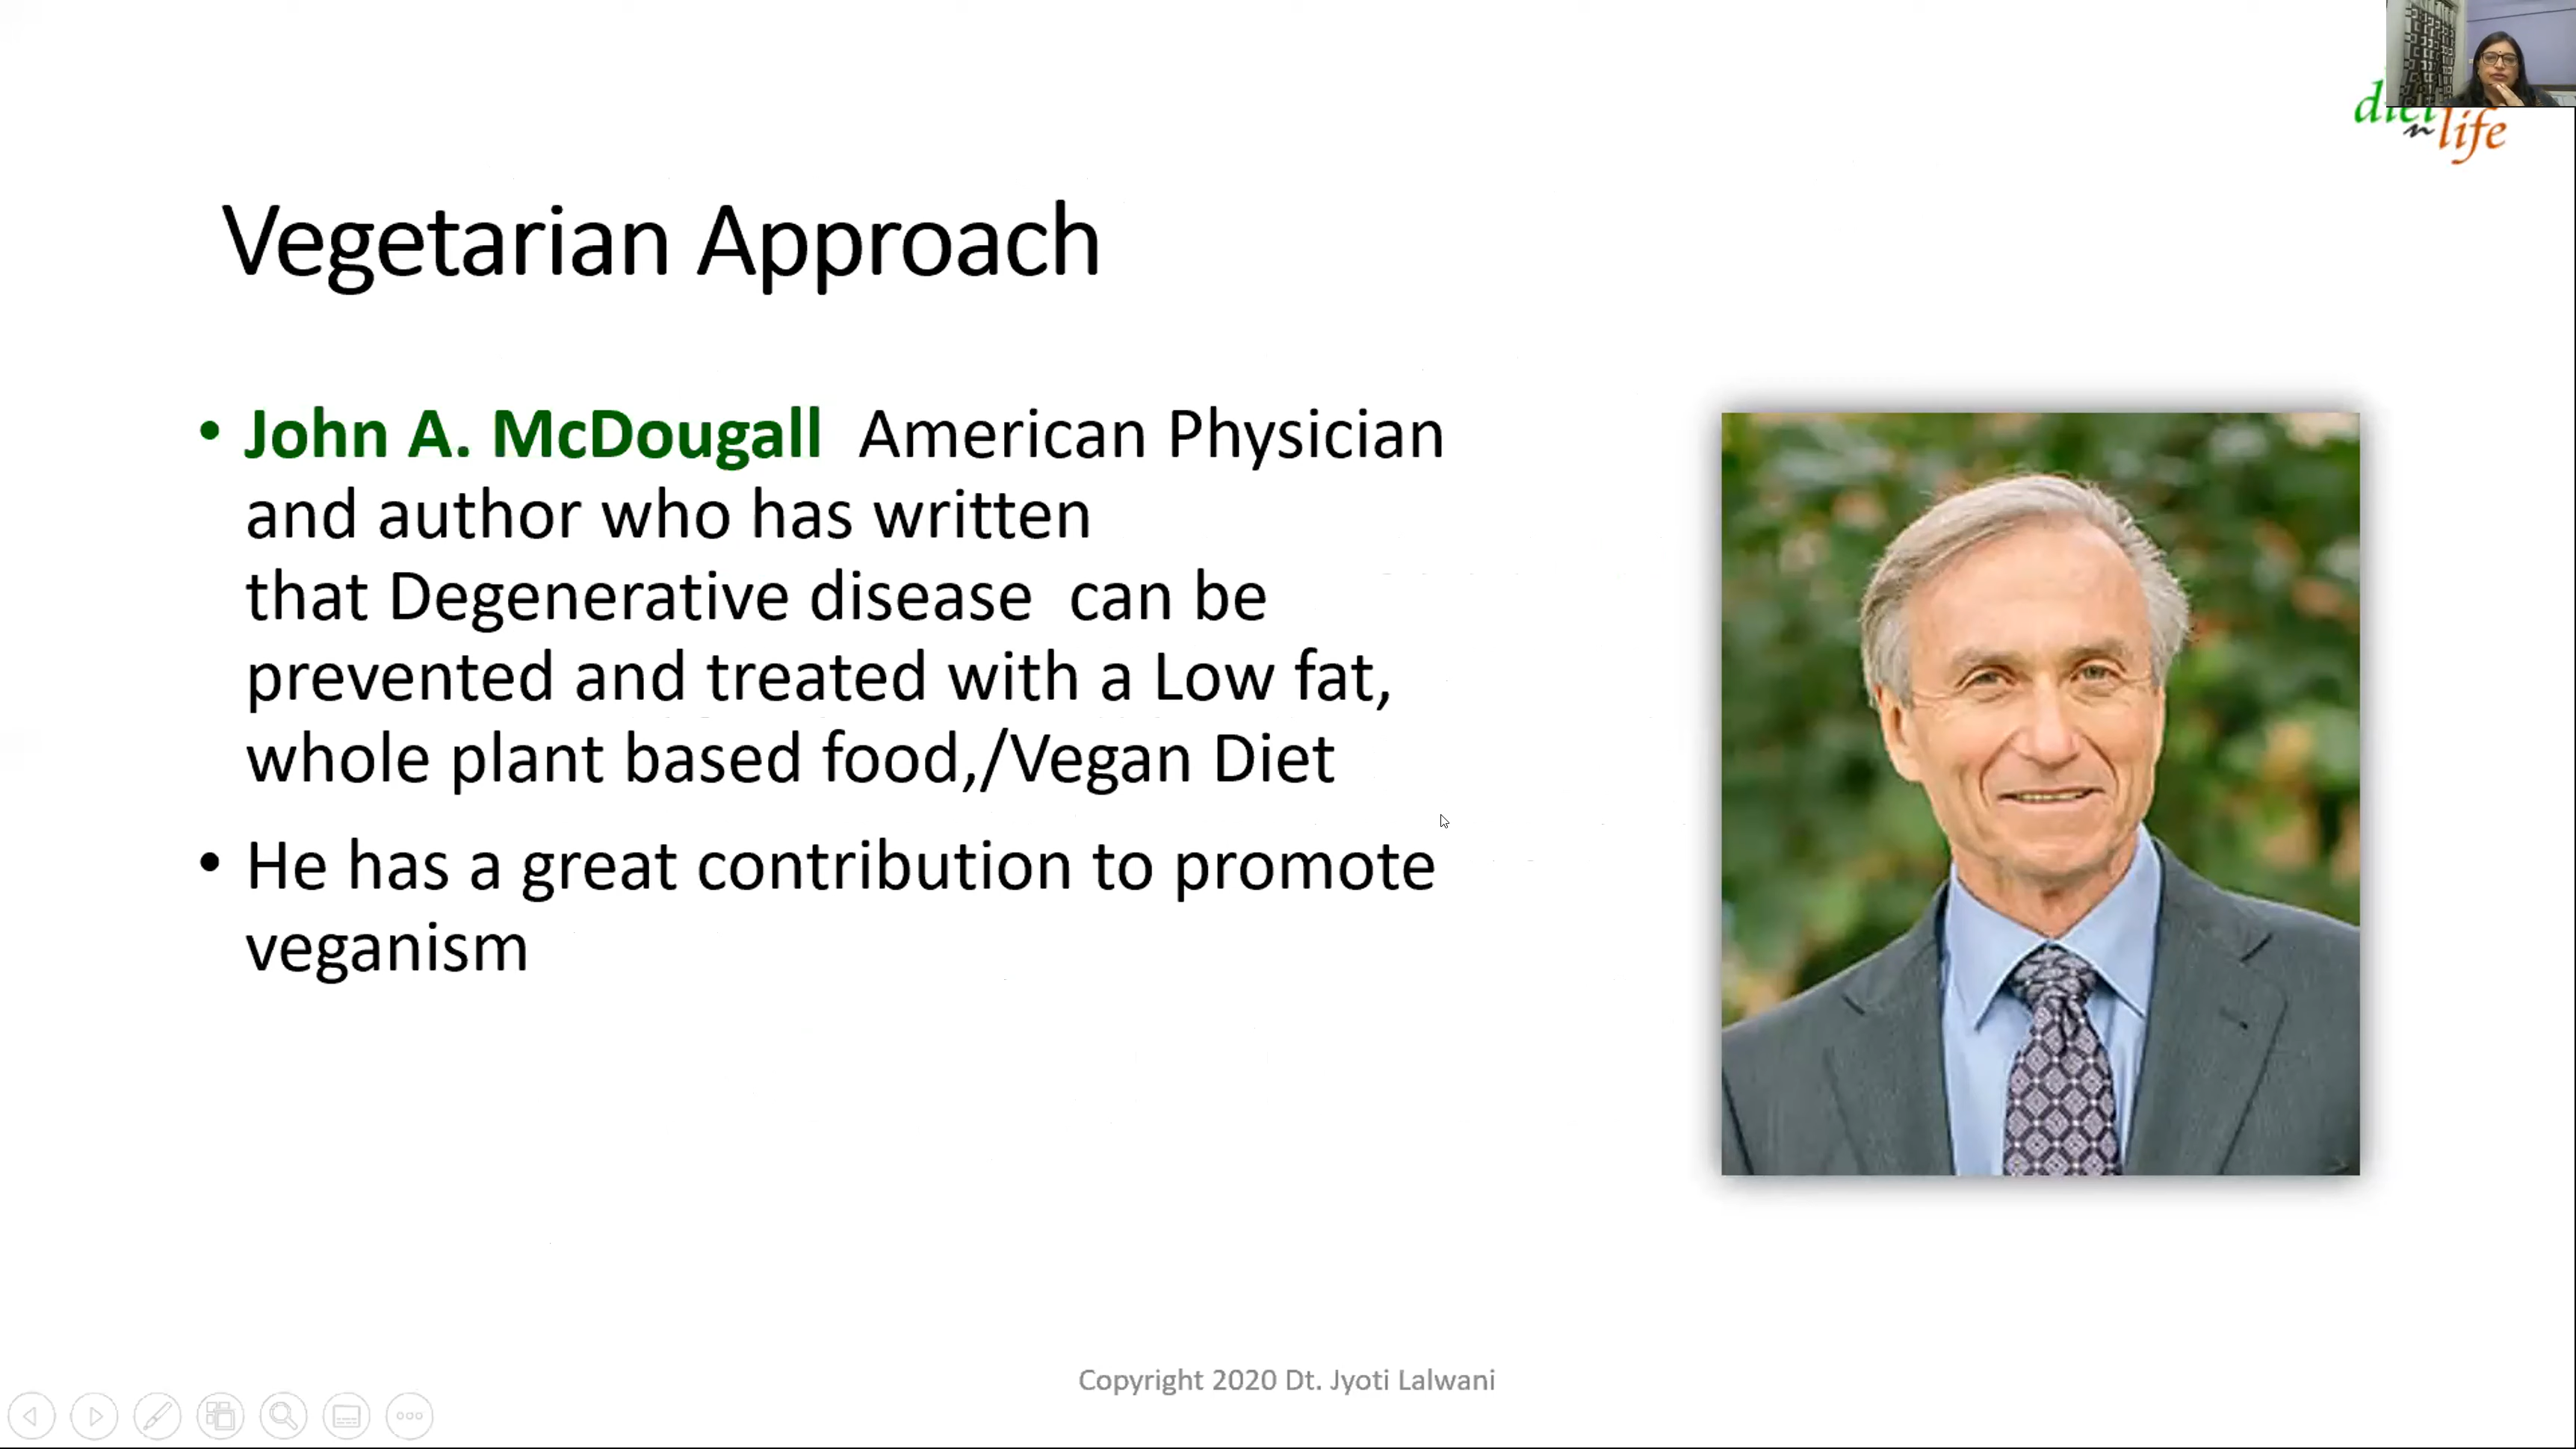 diet
n life
Vegetarian Approach
• John A. McDougall American Physician
and author who has written
that Degenerative disease can be
prevented and treated with a Low fat,
whole plant based food,/Vegan Diet
• He has a great contribution to promote
veganism
Copyright 2020 Dt. Jyoti Lalwani